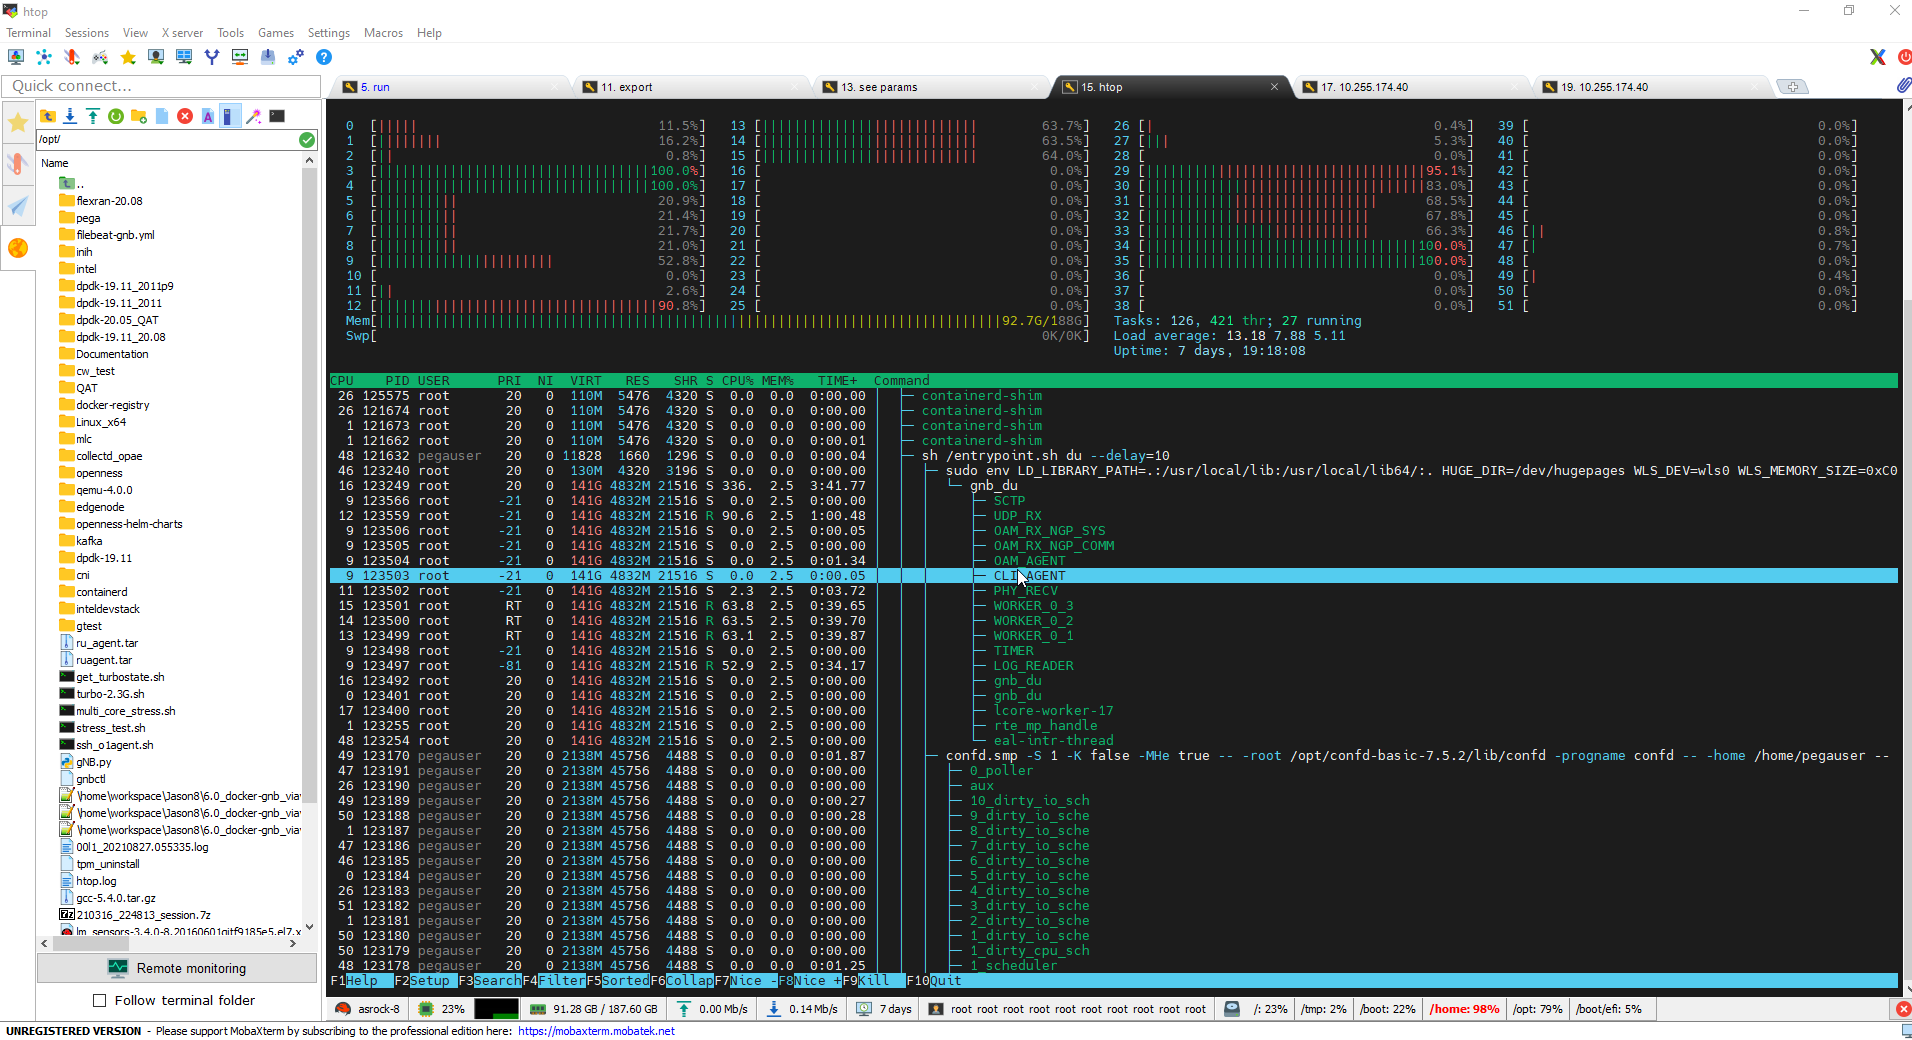 htop
Terminal Sessions View X server Tools Games Settings Macros Help
Quick connect...
5. run
11. export
13. see params
15. htop
17. 10.255.174.40
19. 10.255.174.40
/opt/
Name
..
flexran-20.08
pega
filebeat-gnb.yml
inih
intel
dpdk-19.11_2011p9
dpdk-19.11_2011
dpdk-20.05_QAT
dpdk-19.11_20.08
Documentation
cw_test
QAT
docker-registry
Linux_x64
mlc
collectd_opae
openness
qemu-4.0.0
edgenode
openness-helm-charts
kafka
dpdk-19.11
cni
containerd
inteldevstack
gtest
ru_agent.tar
ruagent.tar
get_turbostate.sh
turbo-2.3G.sh
multi_core_stress.sh
stress_test.sh
ssh_o1agent.sh
gNB.py
gnbctl
\home\workspace\Jason8\6.0_docker-gnb_viav
\home\workspace\Jason8\6.0_docker-gnb_viav
\home\workspace\Jason8\6.0_docker-gnb_viav
00l1_20210827.055335.log
tpm_uninstall
htop.log
gcc-5.4.0.tar.gz
210316_224813_session.7z
lm_sensors-3.4.0-8.20160601gitf9185e5.el7.x
Remote monitoring
Follow terminal folder
0 [ 11.5%] 13 [ 63.7%] 26 [ 0.4%] 39 [ 0.0%]
1 [ 16.2%] 14 [ 63.5%] 27 [ 5.3%] 40 [ 0.0%]
2 [ 0.8%] 15 [ 64.0%] 28 [ 0.0%] 41 [ 0.0%]
3 [ 100.0%] 16 [ 0.0%] 29 [ 95.1%] 42 [ 0.0%]
4 [ 100.0%] 17 [ 0.0%] 30 [ 83.0%] 43 [ 0.0%]
5 [ 20.9%] 18 [ 0.0%] 31 [ 68.5%] 44 [ 0.0%]
6 [ 21.4%] 19 [ 0.0%] 32 [ 67.8%] 45 [ 0.0%]
7 [ 21.7%] 20 [ 0.0%] 33 [ 66.3%] 46 [ 0.8%]
8 [ 21.0%] 21 [ 0.0%] 34 [ 100.0%] 47 [ 0.7%]
9 [ 52.8%] 22 [ 0.0%] 35 [ 100.0%] 48 [ 0.0%]
10 [ 0.0%] 23 [ 0.0%] 36 [ 0.0%] 49 [ 0.4%]
11 [ 2.6%] 24 [ 0.0%] 37 [ 0.0%] 50 [ 0.0%]
12 [ 90.8%] 25 [ 0.0%] 38 [ 0.0%] 51 [ 0.0%]
Mem[ 92.7G/188G] Tasks: 126, 421 thr; 27 running
Swp[ 0K/0K] Load average: 13.18 7.88 5.11
Uptime: 7 days, 19:18:08
CPU PID USER PRI NI VIRT RES SHR S CPU% MEM% TIME+ Command
26 125575 root 20 0 110M 5476 4320 S 0.0 0.0 0:00.00 containerd-shim
26 121674 root 20 0 110M 5476 4320 S 0.0 0.0 0:00.00 containerd-shim
1 121673 root 20 0 110M 5476 4320 S 0.0 0.0 0:00.00 containerd-shim
1 121662 root 20 0 110M 5476 4320 S 0.0 0.0 0:00.01 containerd-shim
48 121632 pegauser 20 0 11828 1660 1296 S 0.0 0.0 0:00.04 sh /entrypoint.sh du --delay=10
46 123240 root 20 0 130M 4320 3196 S 0.0 0.0 0:00.00 sudo env LD_LIBRARY_PATH=.:/usr/local/lib:/usr/local/lib64/:. HUGE_DIR=/dev/hugepages WLS_DEV=wls0 WLS_MEMORY_SIZE=0xC0
16 123249 root 20 0 141G 4832M 21516 S 336. 2.5 3:41.77 gnb_du
9 123566 root -21 0 141G 4832M 21516 S 0.0 2.5 0:00.00 SCTP
12 123559 root -21 0 141G 4832M 21516 R 90.6 2.5 1:00.48 UDP_RX
9 123506 root -21 0 141G 4832M 21516 S 0.0 2.5 0:00.05 OAM_RX_NGP_SYS
9 123505 root -21 0 141G 4832M 21516 S 0.0 2.5 0:00.00 OAM_RX_NGP_COMM
9 123504 root -21 0 141G 4832M 21516 S 0.0 2.5 0:01.34 OAM_AGENT
9 123503 root -21 0 141G 4832M 21516 S 0.0 2.5 0:00.05 CLI_AGENT
11 123502 root -21 0 141G 4832M 21516 S 2.3 2.5 0:03.72 PHY_RECV
15 123501 root RT 0 141G 4832M 21516 R 63.8 2.5 0:39.65 WORKER_0_3
14 123500 root RT 0 141G 4832M 21516 R 63.5 2.5 0:39.70 WORKER_0_2
13 123499 root RT 0 141G 4832M 21516 R 63.1 2.5 0:39.87 WORKER_0_1
9 123498 root -21 0 141G 4832M 21516 S 0.0 2.5 0:00.00 TIMER
9 123497 root -81 0 141G 4832M 21516 R 52.9 2.5 0:34.17 LOG_READER
16 123492 root 20 0 141G 4832M 21516 S 0.0 2.5 0:00.00 gnb_du
0 123401 root 20 0 141G 4832M 21516 S 0.0 2.5 0:00.00 gnb_du
17 123400 root 20 0 141G 4832M 21516 S 0.0 2.5 0:00.00 lcore-worker-17
1 123255 root 20 0 141G 4832M 21516 S 0.0 2.5 0:00.00 rte_mp_handle
48 123254 root 20 0 141G 4832M 21516 S 0.0 2.5 0:00.00 eal-intr-thread
49 123170 pegauser 20 0 2138M 45756 4488 S 0.0 0.0 0:01.87 confd.smp -S 1 -K false -MHe true -- -root /opt/confd-basic-7.5.2/lib/confd -progname confd -- -home /home/pegauser --
47 123191 pegauser 20 0 2138M 45756 4488 S 0.0 0.0 0:00.00 0_poller
26 123190 pegauser 20 0 2138M 45756 4488 S 0.0 0.0 0:00.00 aux
49 123189 pegauser 20 0 2138M 45756 4488 S 0.0 0.0 0:00.27 10_dirty_io_sch
50 123188 pegauser 20 0 2138M 45756 4488 S 0.0 0.0 0:00.28 9_dirty_io_sche
1 123187 pegauser 20 0 2138M 45756 4488 S 0.0 0.0 0:00.00 8_dirty_io_sche
47 123186 pegauser 20 0 2138M 45756 4488 S 0.0 0.0 0:00.00 7_dirty_io_sche
46 123185 pegauser 20 0 2138M 45756 4488 S 0.0 0.0 0:00.00 6_dirty_io_sche
0 123184 pegauser 20 0 2138M 45756 4488 S 0.0 0.0 0:00.00 5_dirty_io_sche
26 123183 pegauser 20 0 2138M 45756 4488 S 0.0 0.0 0:00.00 4_dirty_io_sche
51 123182 pegauser 20 0 2138M 45756 4488 S 0.0 0.0 0:00.00 3_dirty_io_sche
1 123181 pegauser 20 0 2138M 45756 4488 S 0.0 0.0 0:00.00 2_dirty_io_sche
50 123180 pegauser 20 0 2138M 45756 4488 S 0.0 0.0 0:00.00 1_dirty_io_sche
50 123179 pegauser 20 0 2138M 45756 4488 S 0.0 0.0 0:00.00 1_dirty_cpu_sch
48 123178 pegauser 20 0 2138M 45756 4488 S 0.0 0.0 0:01.25 1_scheduler
F1Help F2Setup F3SearchF4FilterF5SortedF6CollapF7Nice -F8Nice +F9Kill F10Quit
asrock-8 23% 91.28 GB / 187.60 GB 0.00 Mb/s 0.14 Mb/s 7 days root root root root root root root root root root /: 23% /tmp: 2% /boot: 22% /home: 98% /opt: 79% /boot/efi: 5%
UNREGISTERED VERSION - Please support MobaXterm by subscribing to the professional edition here: https://mobaxterm.mobatek.net